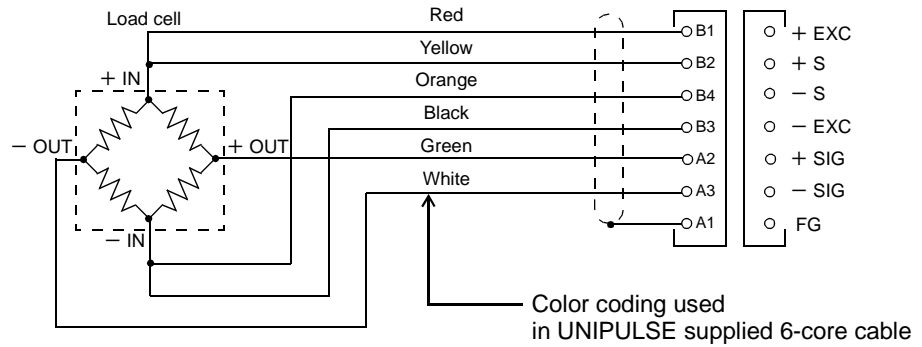 Load cell
Red
B1
+ EXC
Yellow
B2
+ S
+ IN
Orange
B4
− S
Black
B3
− EXC
− OUT
+ OUT
Green
A2
+ SIG
White
A3
− SIG
− IN
A1
FG
Color coding used
in UNIPULSE supplied 6-core cable